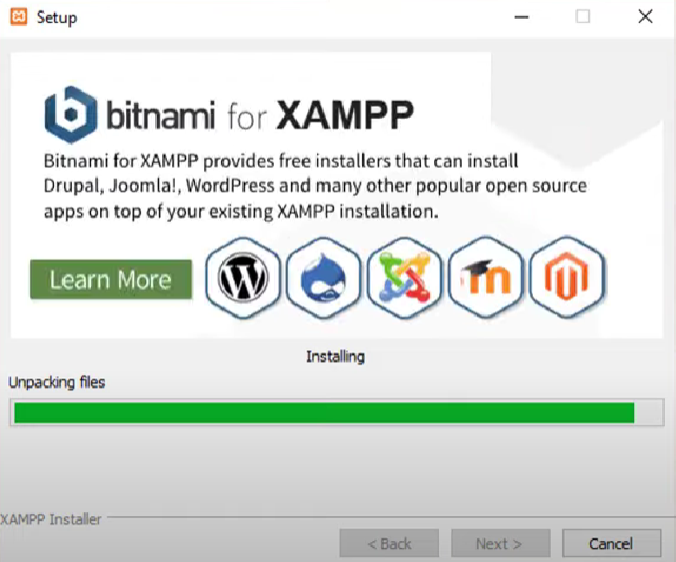 Setup
bitnami for XAMPP
Bitnami for XAMPP provides free installers that can install
Drupal, Joomla!, WordPress and many other popular open source
apps on top of your existing XAMPP installation.
Learn More
Installing
Unpacking files
XAMPP Installer
< Back
Next >
Cancel